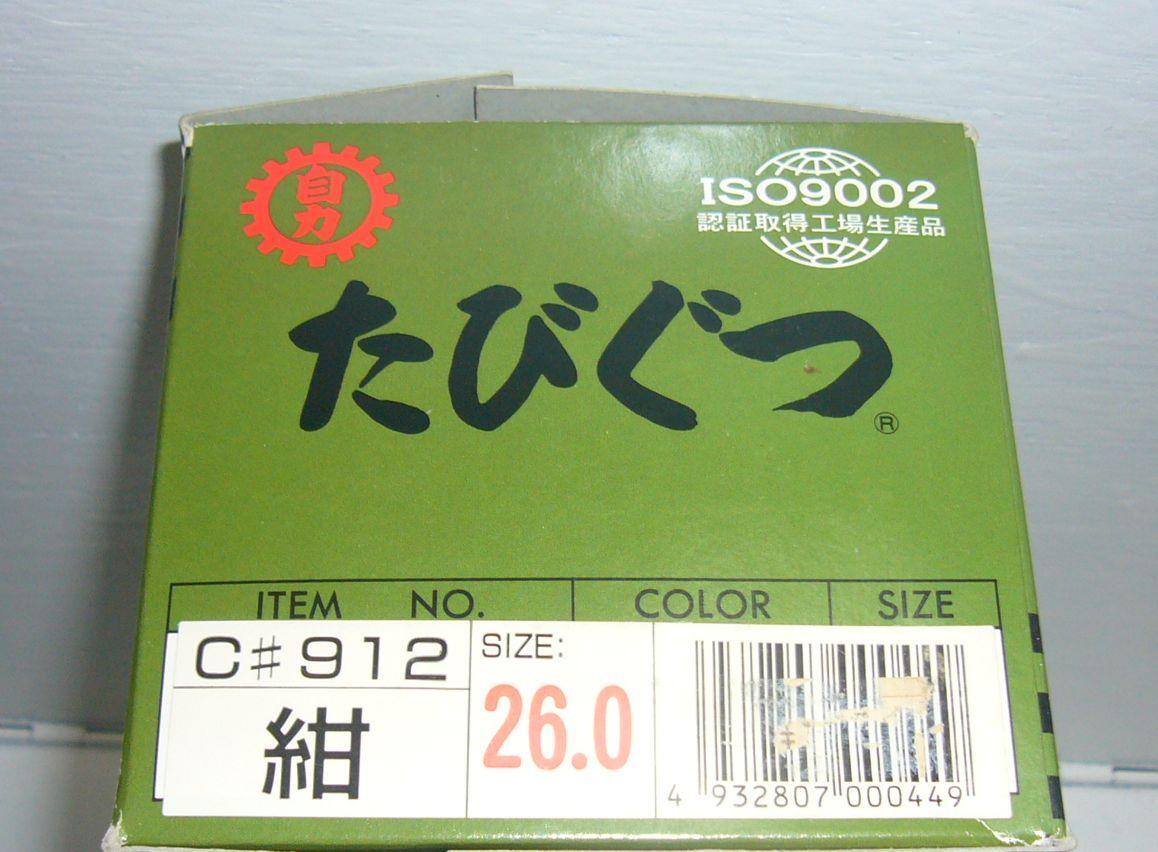 自力
ISO9002
認証取得工場生産品
たびぐつ®
ITEM NO. COLOR SIZE
C#912 SIZE:
紺 26.0
4 932807 000449